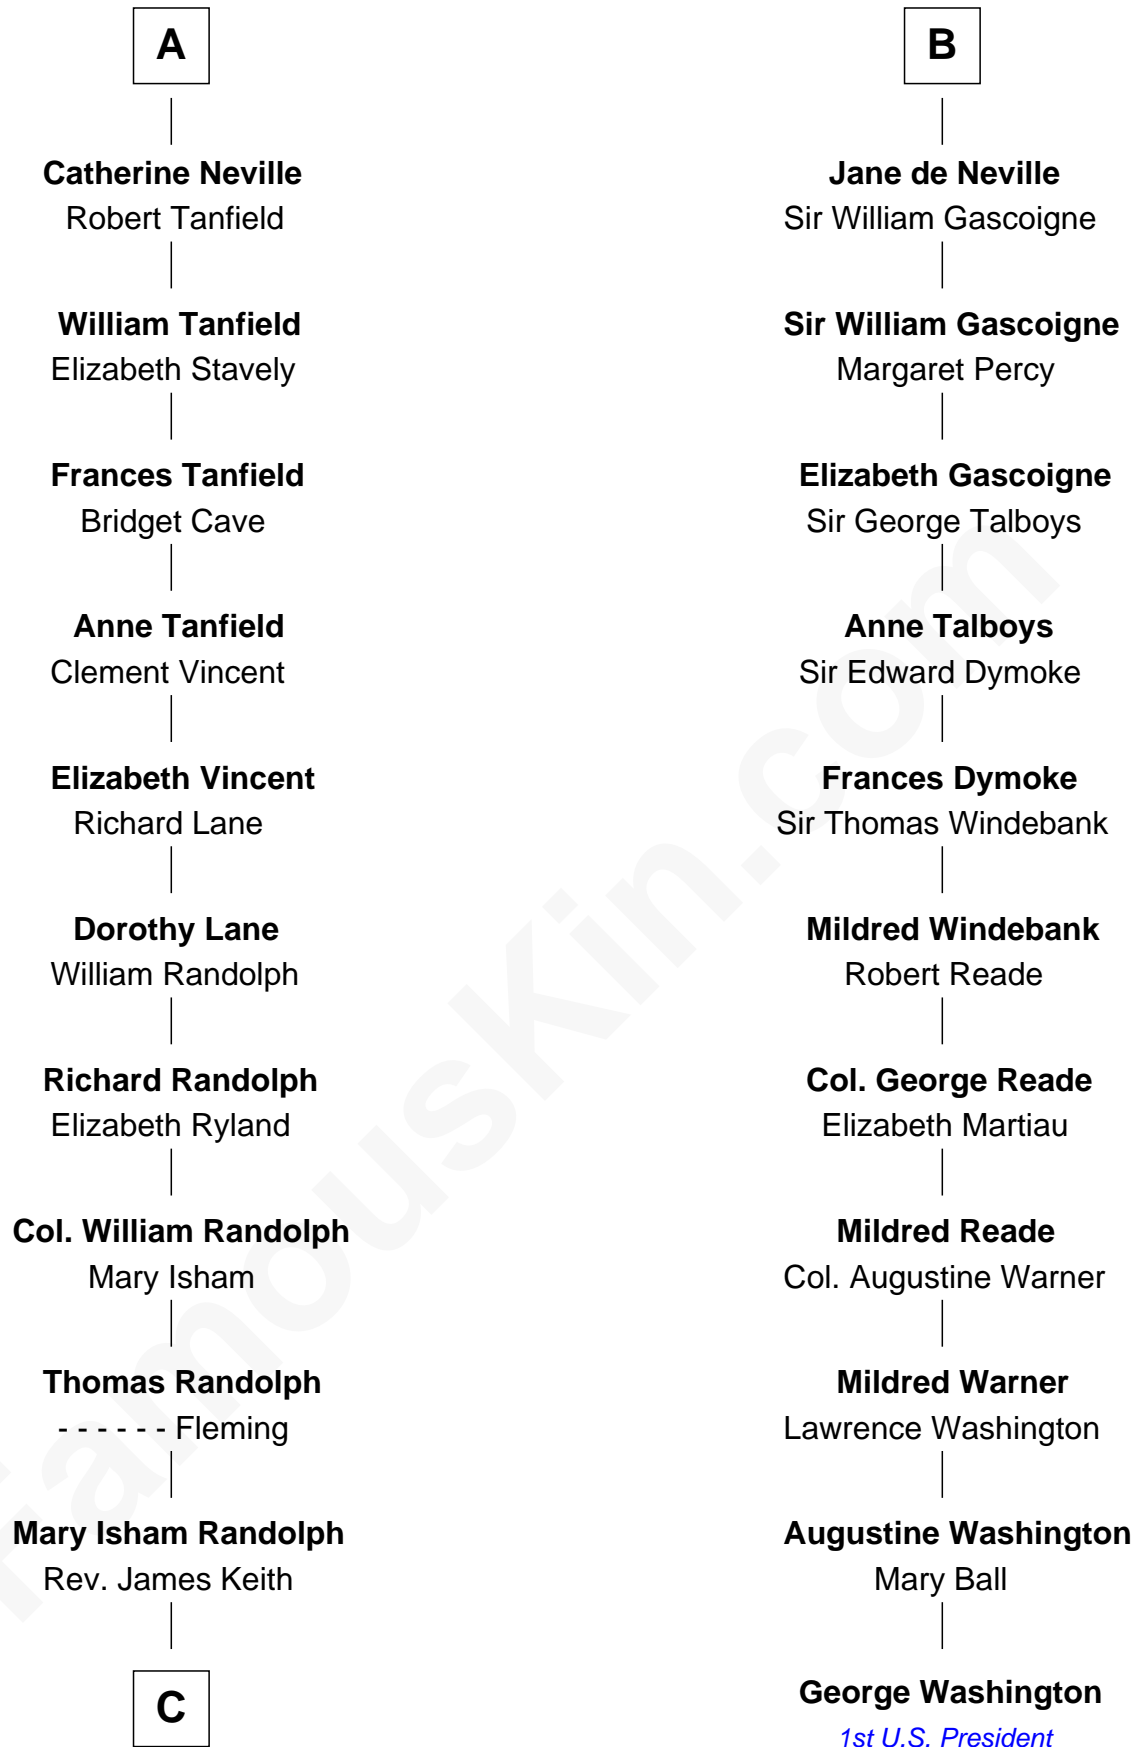 A
Catherine Neville
Robert Tanfield
William Tanfield
Elizabeth Stavely
Frances Tanfield
Bridget Cave
Anne Tanfield
Clement Vincent
Elizabeth Vincent
Richard Lane
Dorothy Lane
William Randolph
Richard Randolph
Elizabeth Ryland
Col. William Randolph
Mary Isham
Thomas Randolph
- - - - - - Fleming
Mary Isham Randolph
Rev. James Keith
C
B
Jane de Neville
Sir William Gascoigne
Sir William Gascoigne
Margaret Percy
Elizabeth Gascoigne
Sir George Talboys
Anne Talboys
Sir Edward Dymoke
Frances Dymoke
Sir Thomas Windebank
Mildred Windebank
Robert Reade
Col. George Reade
Elizabeth Martiau
Mildred Reade
Col. Augustine Warner
Mildred Warner
Lawrence Washington
Augustine Washington
Mary Ball
George Washington
1st U.S. President
FamousKin.com